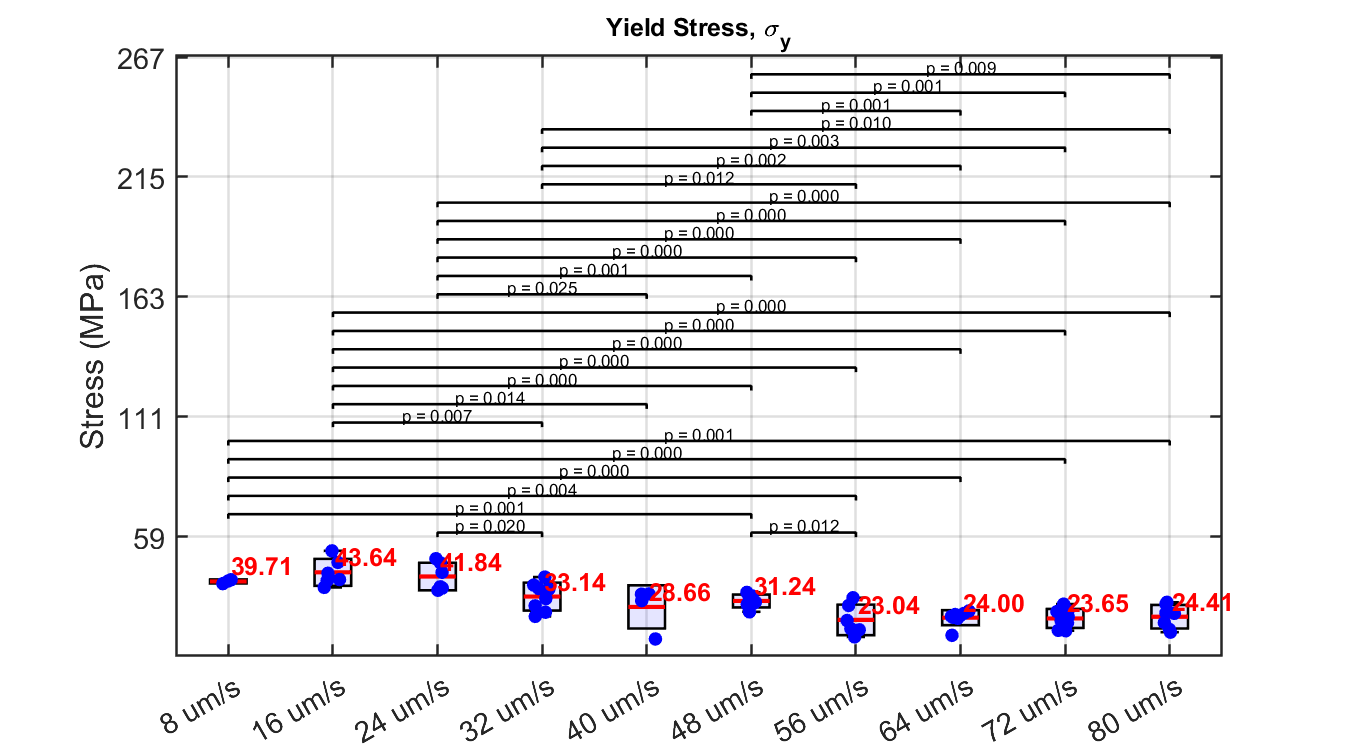 Yield Stress, σy
Stress (MPa)
267
215
163
111
59
p = 0.009
p = 0.001
p = 0.001
p = 0.010
p = 0.003
p = 0.002
p = 0.012
p = 0.000
p = 0.000
p = 0.000
p = 0.000
p = 0.001
p = 0.025
p = 0.000
p = 0.000
p = 0.000
p = 0.000
p = 0.000
p = 0.014
p = 0.007
p = 0.001
p = 0.000
p = 0.000
p = 0.004
p = 0.001
p = 0.020 p = 0.012
39.71 43.64 41.84 33.14 28.66 31.24 23.04 24.00 23.65 24.41
8 um/s 16 um/s 24 um/s 32 um/s 40 um/s 48 um/s 56 um/s 64 um/s 72 um/s 80 um/s